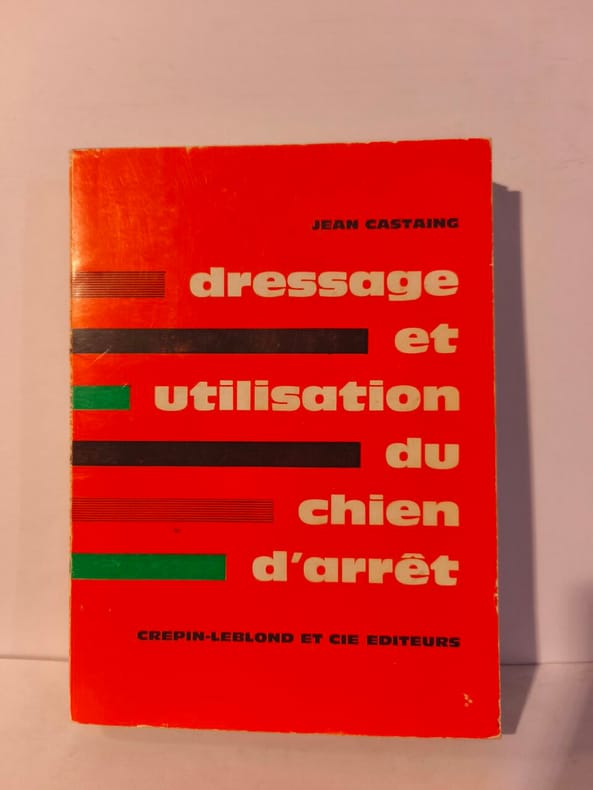 JEAN CASTAING
dressage
et
utilisation
du
chien
d'arrêt
CREPIN-LEBLOND ET CIE EDITEURS